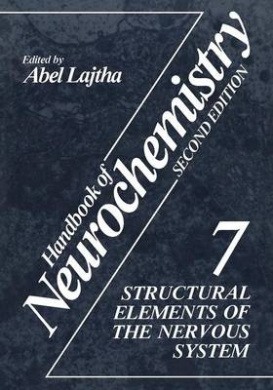 Edited by
Abel Lajtha
Handbook of
Neurochemistry
SECOND EDITION
7
STRUCTURAL
ELEMENTS OF
THE NERVOUS
SYSTEM